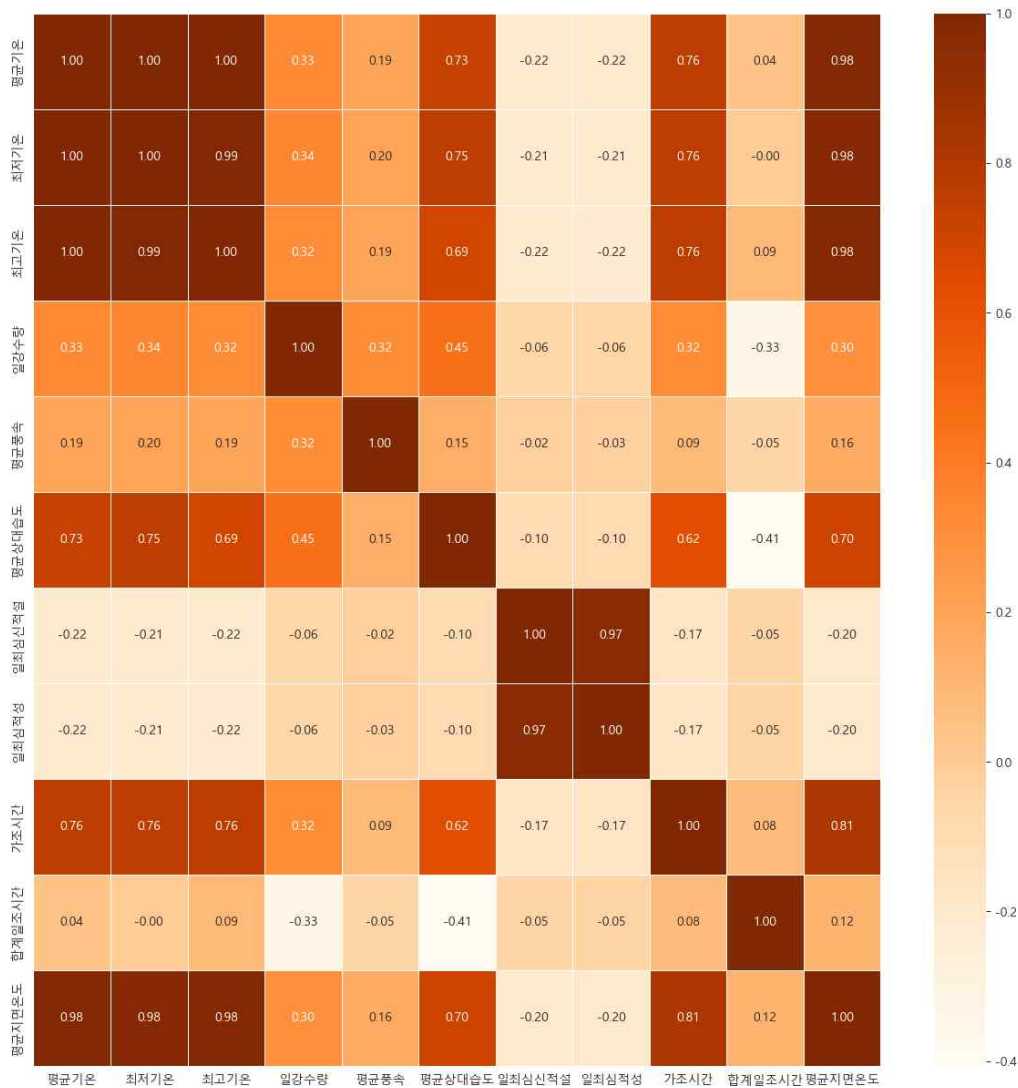 평균기온 1.00 1.00 1.00 0.33 0.19 0.73 -0.22 -0.22 0.76 0.04 0.98
최저기온 1.00 1.00 0.99 0.34 0.20 0.75 -0.21 -0.21 0.76 -0.00 0.98
최고기온 1.00 0.99 1.00 0.32 0.19 0.69 -0.22 -0.22 0.76 0.09 0.98
일강수량 0.33 0.34 0.32 1.00 0.32 0.45 -0.06 -0.06 0.32 -0.33 0.30
평균풍속 0.19 0.20 0.19 0.32 1.00 0.15 -0.02 -0.03 0.09 -0.05 0.16
평균상대습도 0.73 0.75 0.69 0.45 0.15 1.00 -0.10 -0.10 0.62 -0.41 0.70
일최심신적설 -0.22 -0.21 -0.22 -0.06 -0.02 -0.10 1.00 0.97 -0.17 -0.05 -0.20
일최심적성 -0.22 -0.21 -0.22 -0.06 -0.03 -0.10 0.97 1.00 -0.17 -0.05 -0.20
가조시간 0.76 0.76 0.76 0.32 0.09 0.62 -0.17 -0.17 1.00 0.08 0.81
합계일조시간 0.04 -0.00 0.09 -0.33 -0.05 -0.41 -0.05 -0.05 0.08 1.00 0.12
평균지면온도 0.98 0.98 0.98 0.30 0.16 0.70 -0.20 -0.20 0.81 0.12 1.00
평균기온 최저기온 최고기온 일강수량 평균풍속 평균상대습도 일최심신적설 일최심적성 가조시간 합계일조시간 평균지면온도
1.0
0.8
0.6
0.4
0.2
0.0
-0.2
-0.4